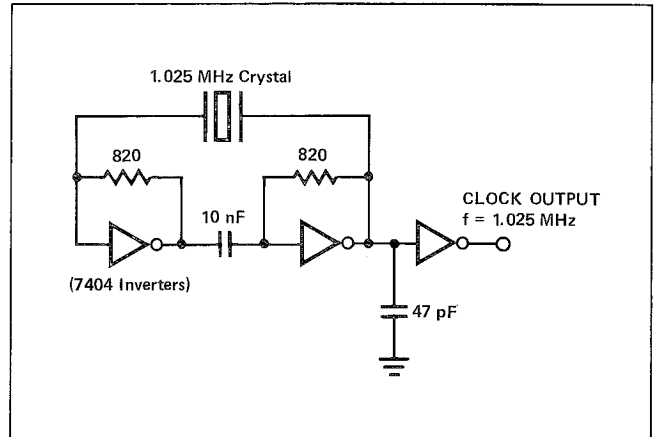 1.025 MHz Crystal
820
820
10 nF
CLOCK OUTPUT
f = 1.025 MHz
(7404 Inverters)
47 pF